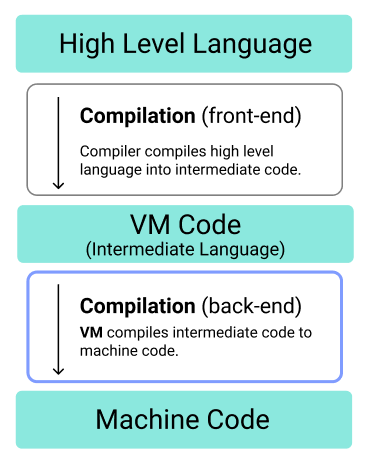 High Level Language
Compilation (front-end)
Compiler compiles high level
language into intermediate code.
VM Code
(Intermediate Language)
Compilation (back-end)
VM compiles intermediate code to
machine code.
Machine Code